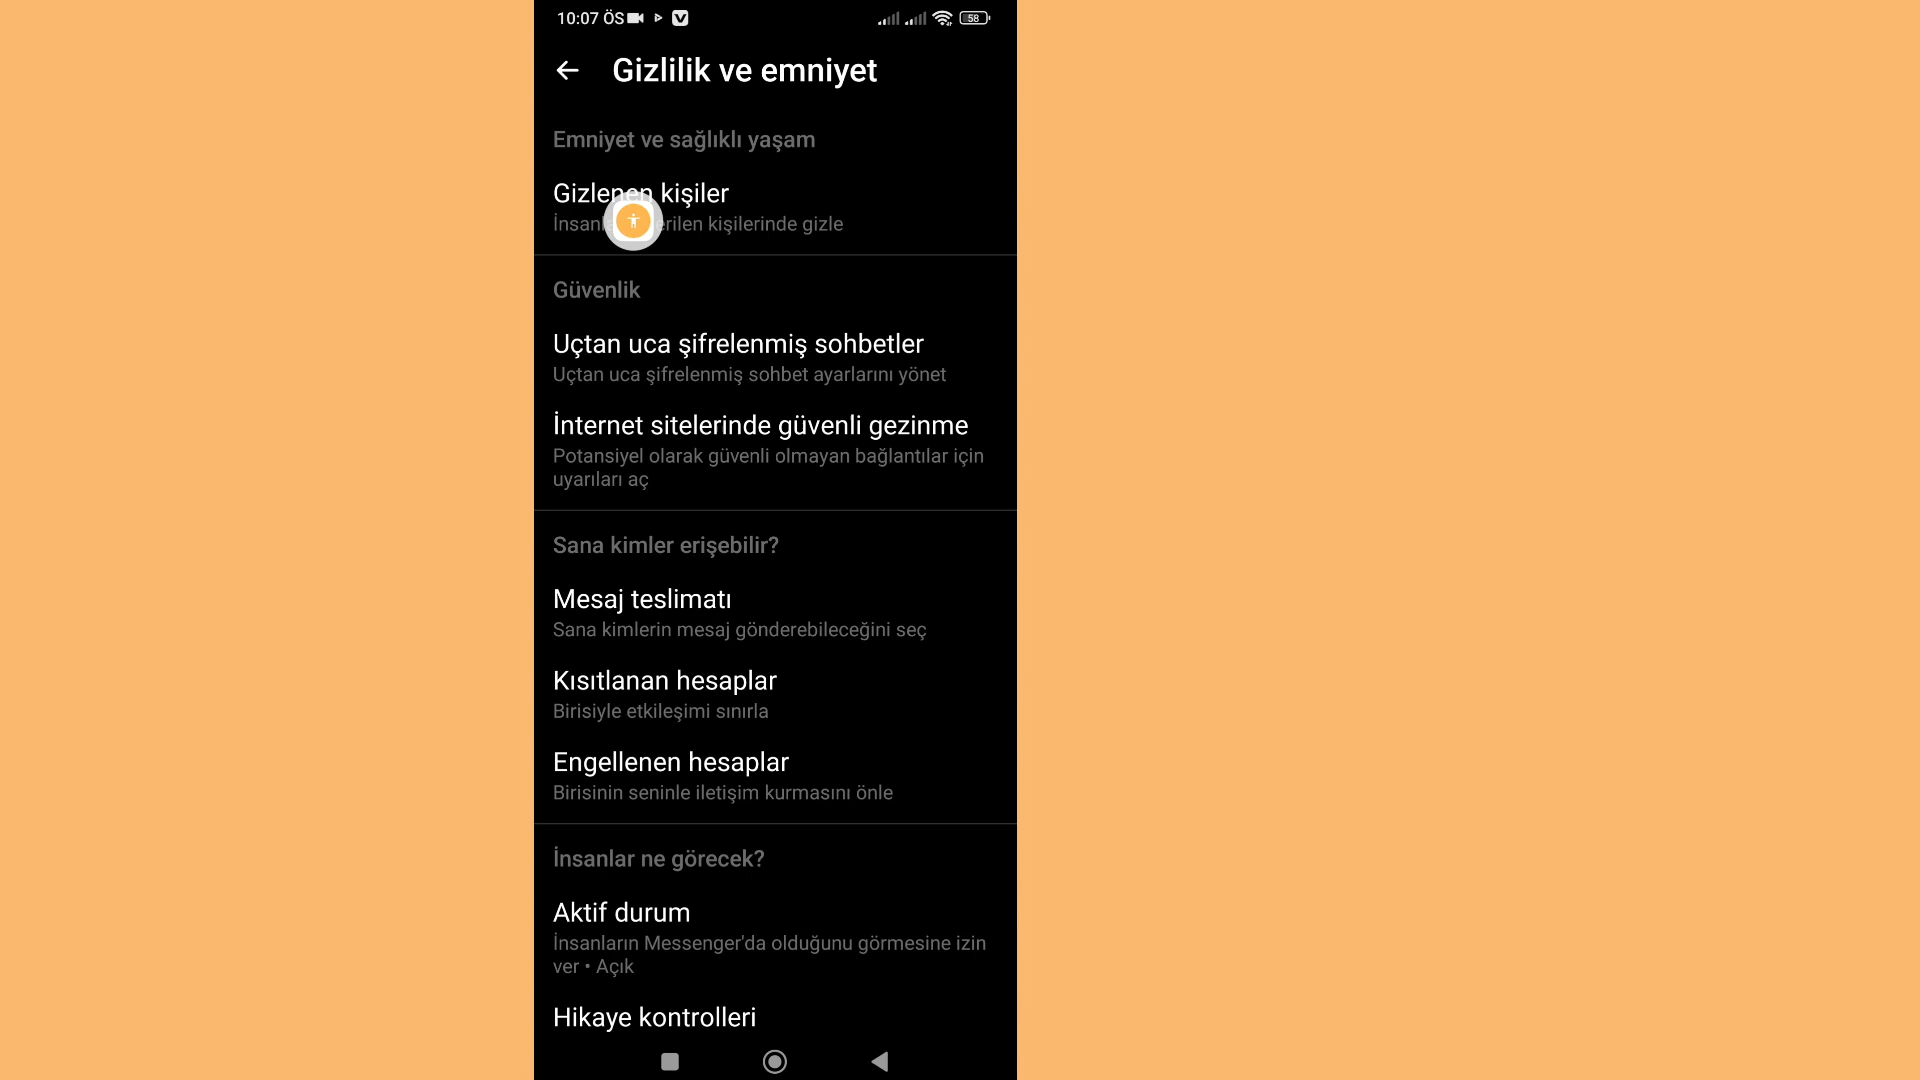 10:07 ÖS
58
Gizlilik ve emniyet
Emniyet ve sağlıklı yaşam
Gizlenen kişiler
kişilerinde gizle
Güvenlik
Uçtan uca şifrelenmiş sohbetler
Uçtan uca şifrelenmiş sohbet ayarlarını yönet
İnternet sitelerinde güvenli gezinme
Potansiyel olarak güvenli olmayan bağlantılar için
uyarıları aç
Sana kimler erişebilir?
Mesaj teslimatı
Sana kimlerin mesaj gönderebileceğini seç
Kısıtlanan hesaplar
Birisiyle etkileşimi sınırla
Engellenen hesaplar
Birisinin seninle iletişim kurmasını önle
İnsanlar ne görecek?
Aktif durum
İnsanların Messenger'da olduğunu görmesine izin
ver • Açık
Hikaye kontrolleri